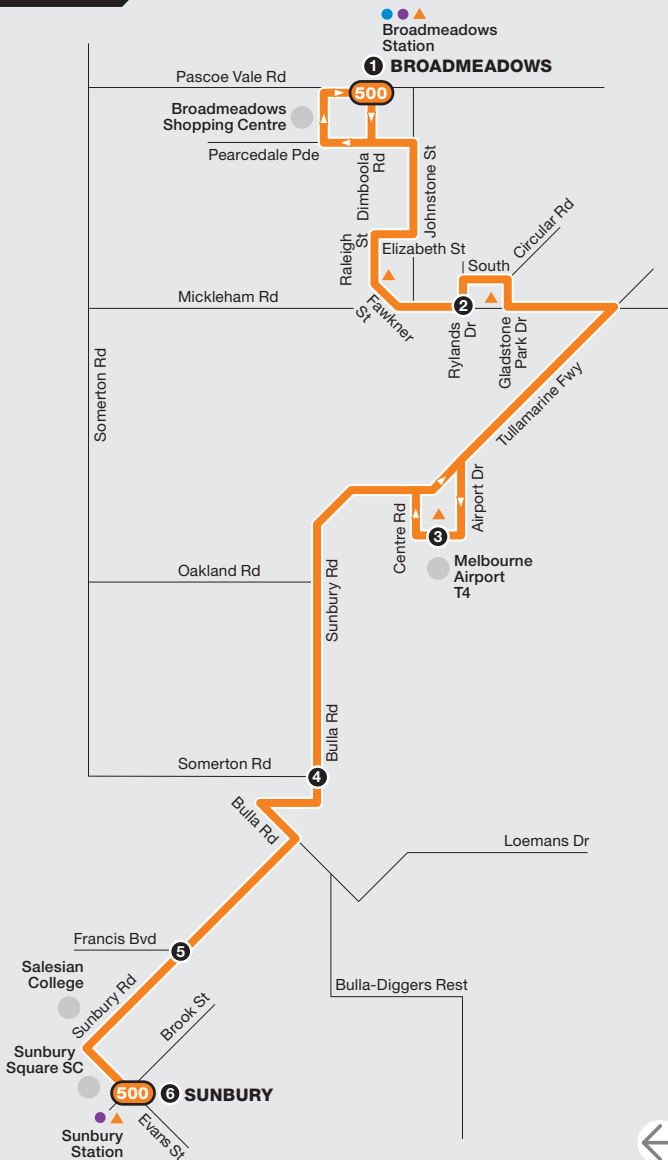 Broadmeadows
Station
1 BROADMEADOWS
Pascoe Vale Rd
500
Broadmeadows
Shopping Centre
Pearcedale Pde
Dimboola
Rd
Johnstone St
Raleigh
St
Elizabeth St
South
Circular Rd
Mickleham Rd
Fawkner
St
2
Rylands
Dr
Gladstone
Park Dr
Somerton Rd
Tullamarine Fwy
Airport Dr
Centre Rd
3
Melbourne
Airport
T4
Oakland Rd
Sunbury Rd
Bulla Rd
Somerton Rd
4
Bulla Rd
Loemans Dr
Francis Bvd
5
Salesian
College
Bulla-Diggers Rest
Sunbury Rd
Brook St
Sunbury
Square SC
500
6 SUNBURY
Evans St
Sunbury
Station